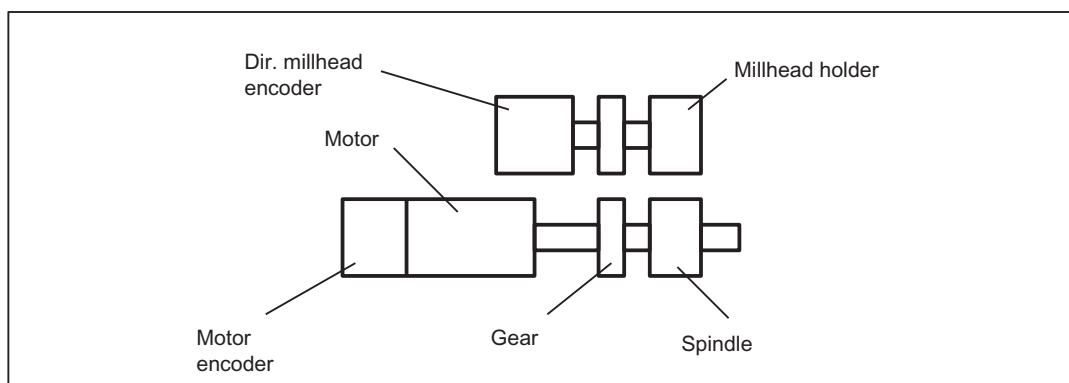 Dir. millhead
encoder
Millhead holder
Motor
Motor
encoder
Gear
Spindle